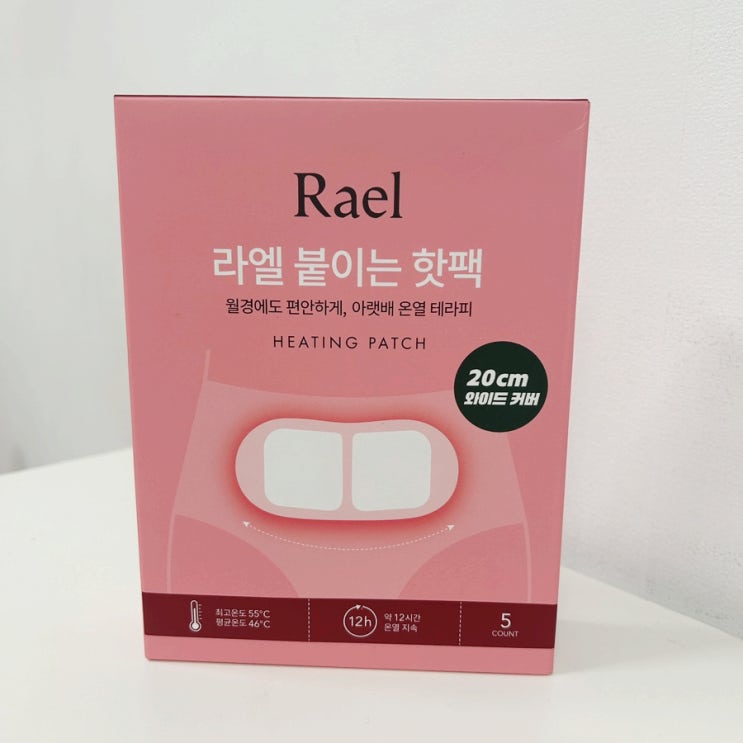 Rael
라엘 붙이는 핫팩
월경에도 편안하게, 아랫배 온열 테라피
HEATING PATCH
20cm
와이드 커버
최고온도 55°C
평균온도 46°C
12h
약 12시간
온열 지속
5
COUNT